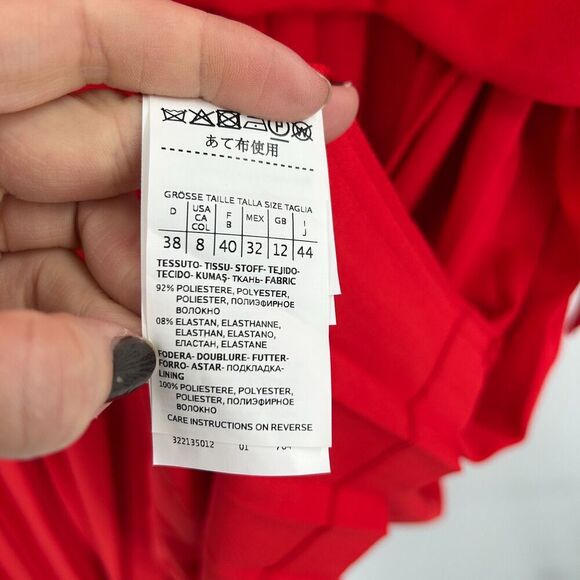 あて布使用
GRÖSSE TAILLE TALLA SIZE TAGLIA
D USA CA COL F B MEX GB I J
38 8 40 32 12 44
TESSUTO- TISSU- STOFF- TEJIDO-
TECIDO- KUMAŞ- ТКАНЬ- FABRIC
92% POLIESTERE, POLYESTER,
POLIESTER, ПОЛИЭФИРНОЕ
ВОЛОКНО
08% ELASTAN, ELASTHANNE,
ELASTHAN, ELASTANO,
ЕЛАСТАН, ELASTANE
FODERA- DOUBLURE- FUTTER-
FORRO- ASTAR- ПОДКЛАДКА-
LINING
100% POLIESTERE, POLYESTER,
POLIESTER, ПОЛИЭФИРНОЕ
ВОЛОКНО
CARE INSTRUCTIONS ON REVERSE
322135012 01